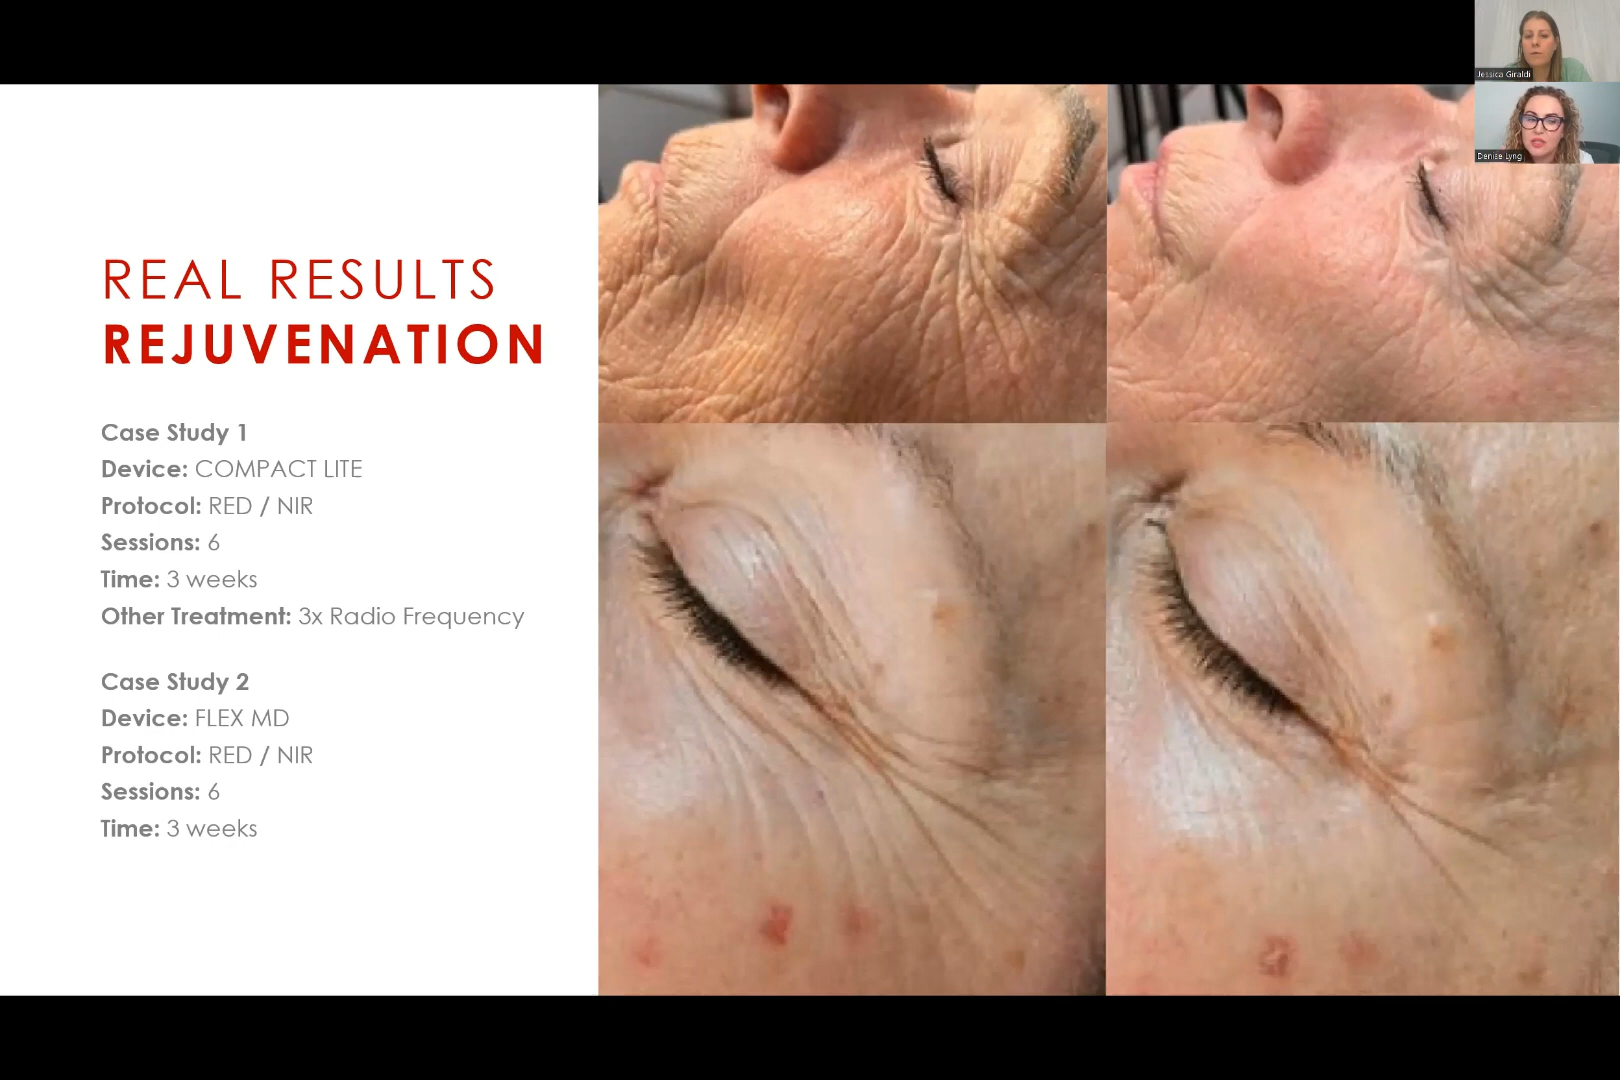 REAL RESULTS
REJUVENATION
Case Study 1
Device: COMPACT LITE
Protocol: RED / NIR
Sessions: 6
Time: 3 weeks
Other Treatment: 3x Radio Frequency
Case Study 2
Device: FLEX MD
Protocol: RED / NIR
Sessions: 6
Time: 3 weeks
Jessica Giraldi
Denise Lyng